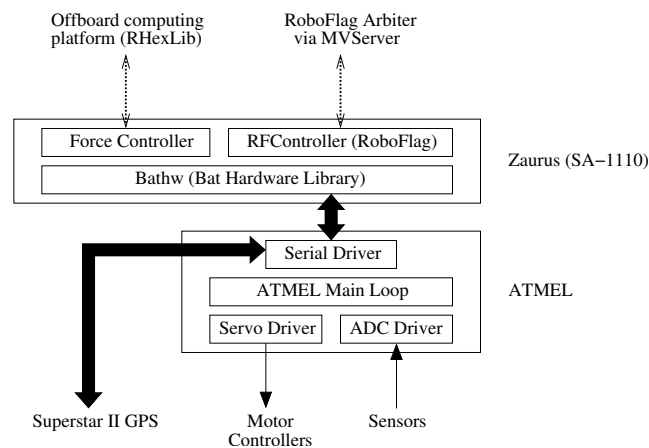 Offboard computing
platform (RHexLib)
RoboFlag Arbiter
via MVServer
Force Controller
RFController (RoboFlag)
Bathw (Bat Hardware Library)
Zaurus (SA−1110)
Serial Driver
ATMEL Main Loop
ATMEL
Servo Driver
ADC Driver
Superstar II GPS
Motor
Controllers
Sensors